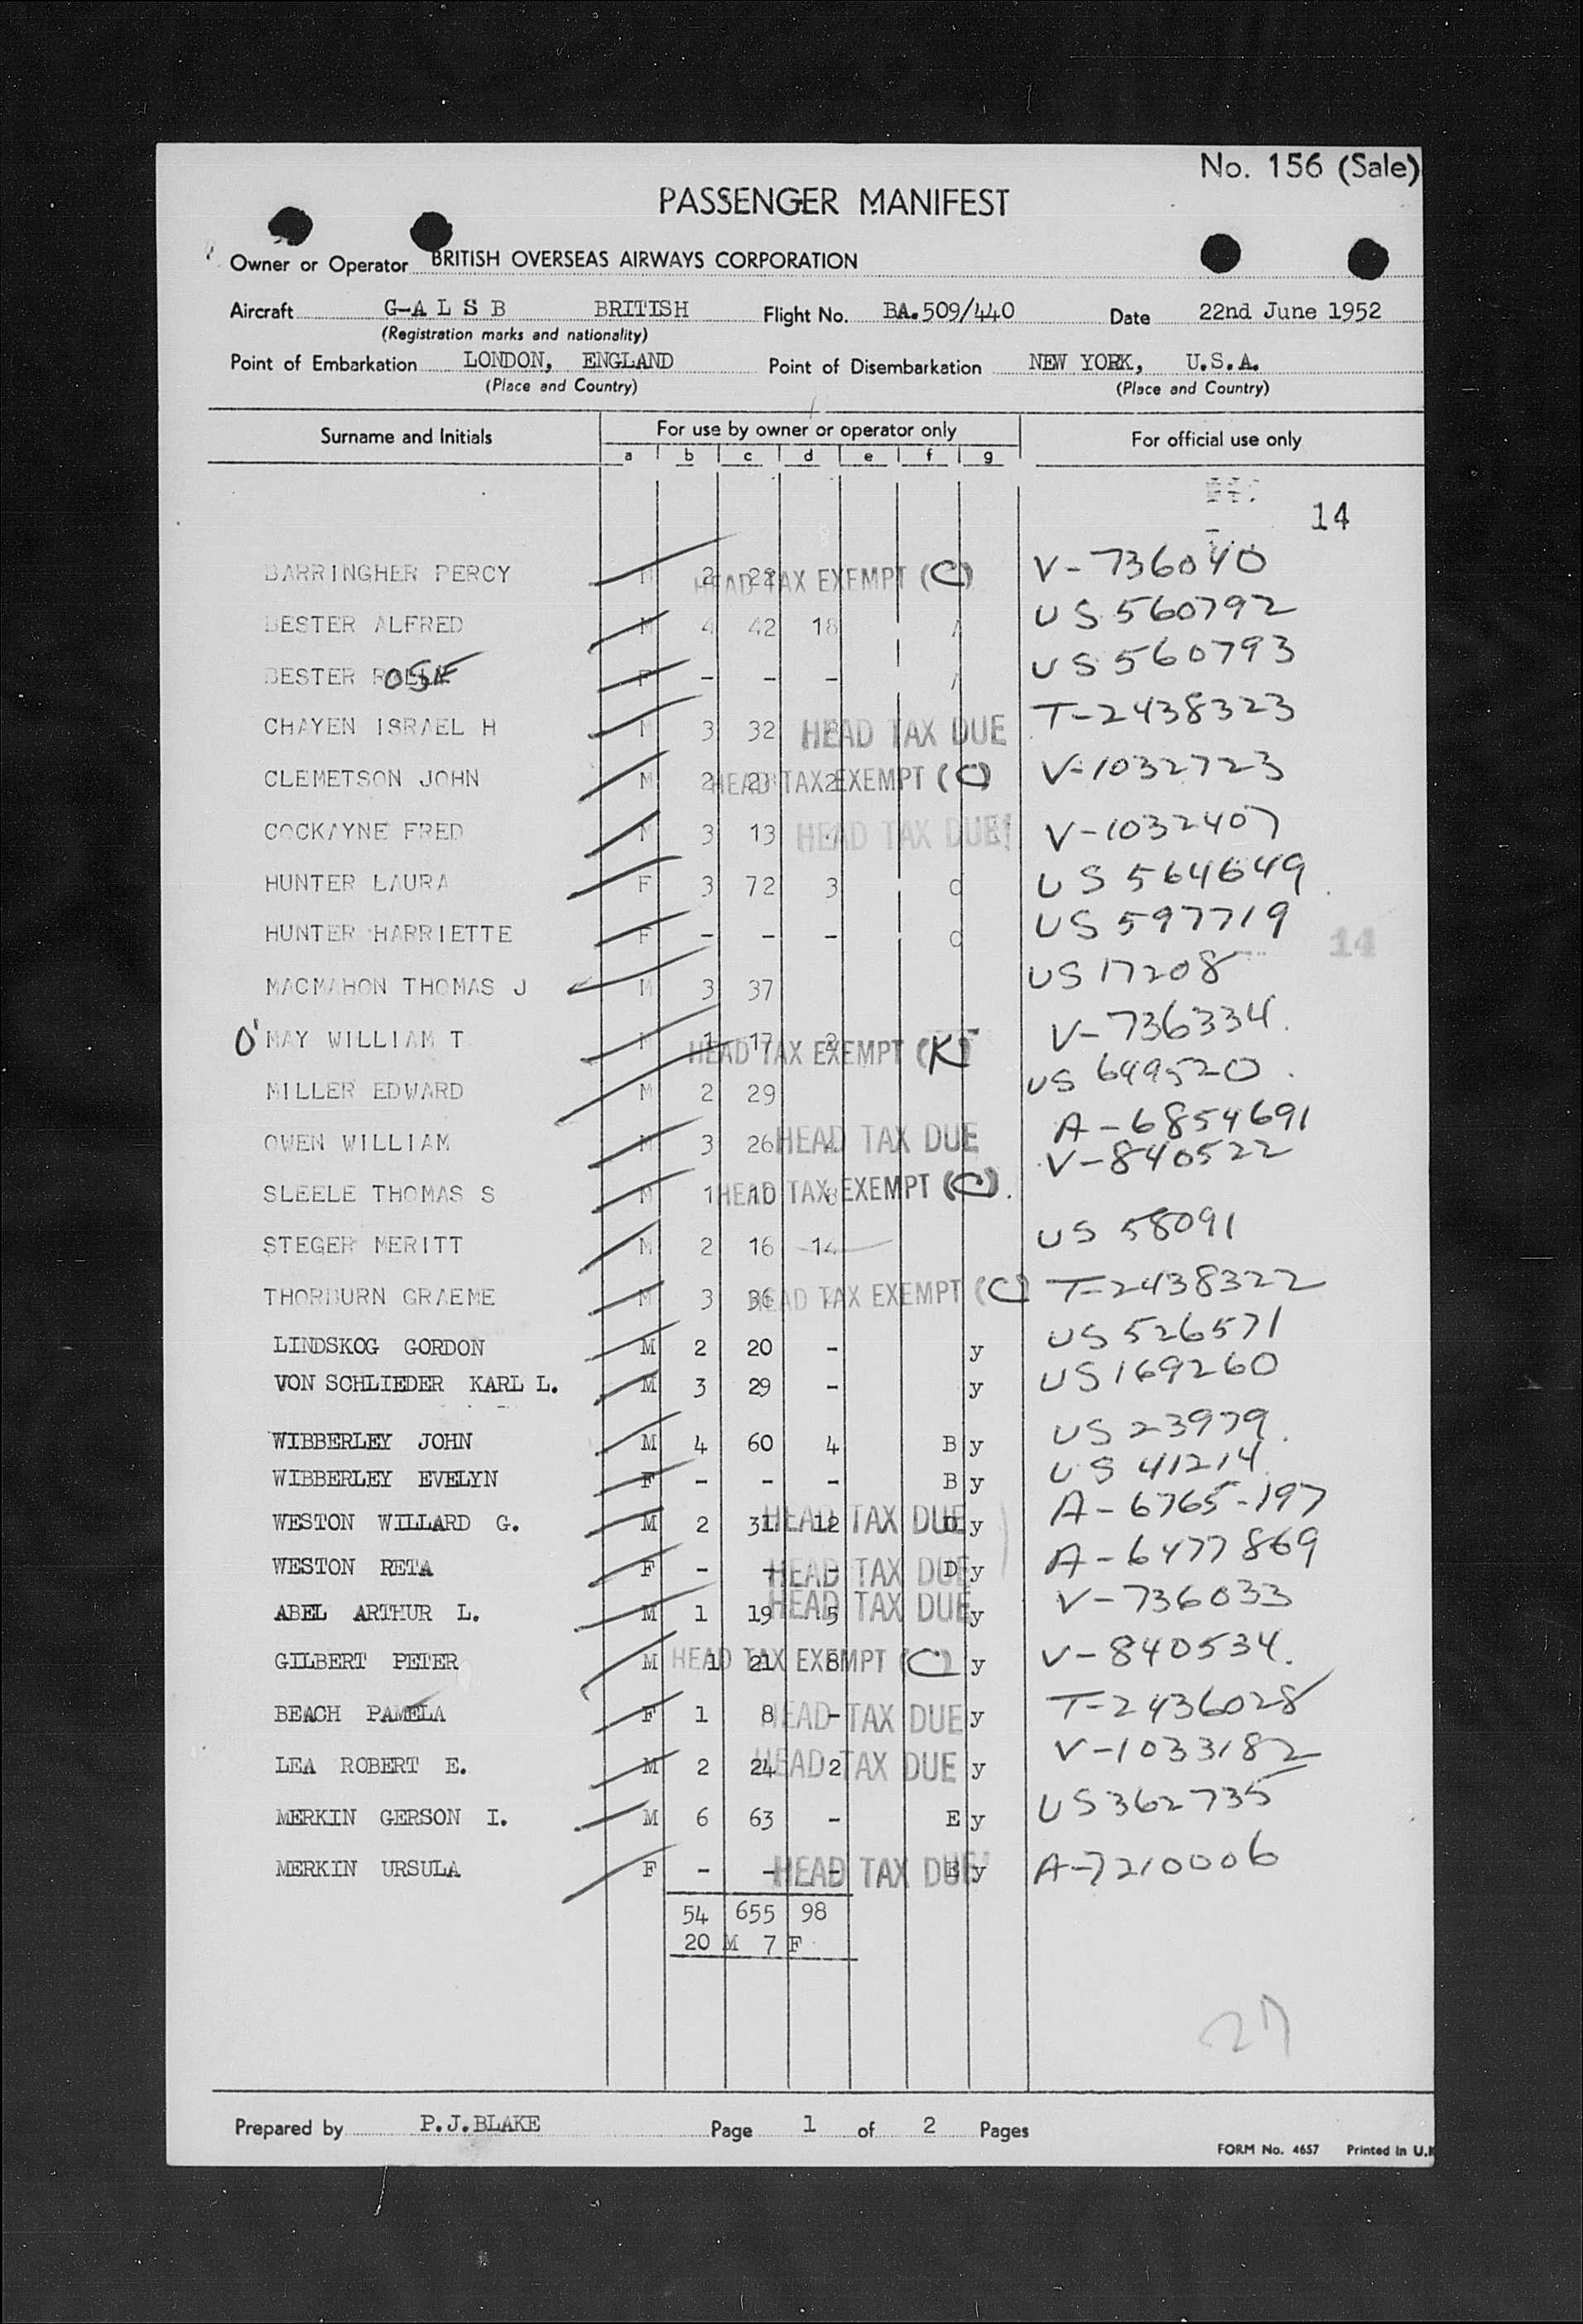 No. 156 (Sale)
PASSENGER MANIFEST
Owner or Operator BRITISH OVERSEAS AIRWAYS CORPORATION
Aircraft G-A L S B BRITISH Flight No. BA.509/440 Date 22nd June 1952
(Registration marks and nationality)
Point of Embarkation LONDON, ENGLAND Point of Disembarkation NEW YORK, U.S.A.
(Place and Country) (Place and Country)
Surname and Initials For use by owner or operator only For official use only
a b c d e f g
14
BARRINGHER PERCY M 2 22 HEAD TAX EXEMPT (C) V-736040
BESTER ALFRED M 4 42 18 A US 560792
BESTER ROSE F - - - A US 560793
CHAYEN ISRAEL H M 3 32 HEAD TAX DUE T-2438323
CLEMETSON JOHN M 2 23 2 HEAD TAX EXEMPT (C) V-1032723
COCKAYNE FRED M 3 13 HEAD TAX DUE V-1032407
HUNTER LAURA F 3 72 3 C US 564649
HUNTER HARRIETTE F - - - C US 597719
14
MACMAHON THOMAS J M 3 37 US 17208
O'MAY WILLIAM T M 1 17 2 HEAD TAX EXEMPT (K) V-736334
MILLER EDWARD M 2 29 US 699520
OWEN WILLIAM M 3 26 HEAD TAX DUE A-6854691
V-840522
SLEELE THOMAS S M 1 10 8 HEAD TAX EXEMPT (C)
STEGER MERITT M 2 16 14 US 58091
THORBURN GRAEME M 3 36 HEAD TAX EXEMPT (C) T-2438322
LINDSKOG GORDON M 2 20 - y US 526571
VON SCHLIEDER KARL L. M 3 29 - y US 169260
WIBBERLEY JOHN M 4 60 4 B y US 23979
WIBBERLEY EVELYN F - - - B y US 41214
WESTON WILLARD G. M 2 31 12 HEAD TAX DUE D y A-6765-197
WESTON RETA F - - - HEAD TAX DUE D y A-6477869
ABEL ARTHUR L. M 1 19 5 HEAD TAX DUE y V-736033
GILBERT PETER M 1 21 8 HEAD TAX EXEMPT (C) y V-840534
BEACH PAMELA F 1 8 - HEAD TAX DUE y T-2436028
LEA ROBERT E. M 2 24 2 HEAD TAX DUE y V-1033182
MERKIN GERSON I. M 6 63 - E y US 362735
MERKIN URSULA F - - - HEAD TAX DUE E y A-7210006
54 655 98
20 M 7 F
27
Prepared by P.J.BLAKE Page 1 of 2 Pages
FORM No. 4657 Printed in U.K